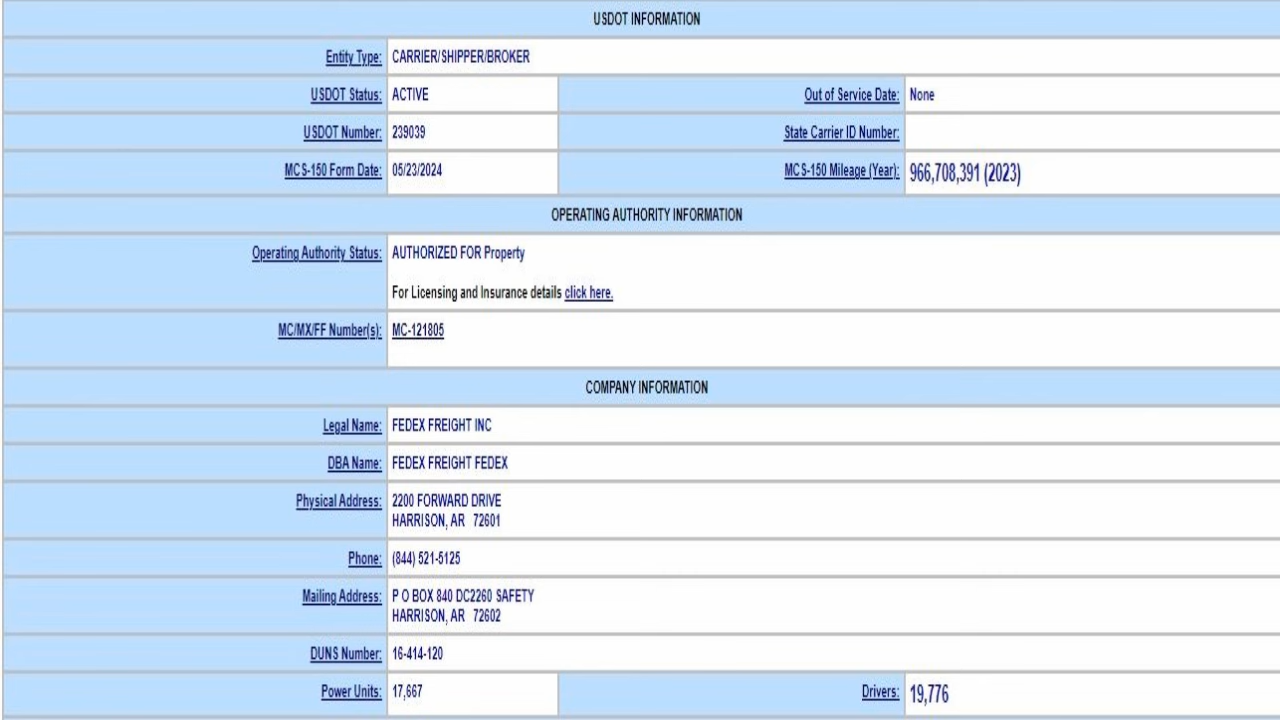 USDOT INFORMATION
Entity Type: CARRIER/SHIPPER/BROKER
USDOT Status: ACTIVE Out of Service Date: None
USDOT Number: 239039 State Carrier ID Number:
MCS-150 Form Date: 05/23/2024 MCS-150 Mileage (Year): 966,708,391 (2023)
OPERATING AUTHORITY INFORMATION
Operating Authority Status: AUTHORIZED FOR Property
For Licensing and Insurance details click here.
MC/MX/FF Number(s): MC-121805
COMPANY INFORMATION
Legal Name: FEDEX FREIGHT INC
DBA Name: FEDEX FREIGHT FEDEX
Physical Address: 2200 FORWARD DRIVE
HARRISON, AR 72601
Phone: (844) 521-5125
Mailing Address: P O BOX 840 DC2260 SAFETY
HARRISON, AR 72602
DUNS Number: 16-414-120
Power Units: 17,667 Drivers: 19,776